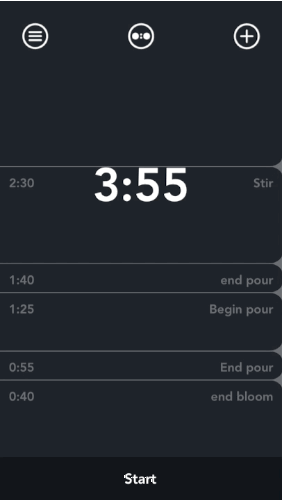 3:55
2:30 Stir
1:40 end pour
1:25 Begin pour
0:55 End pour
0:40 end bloom
Start